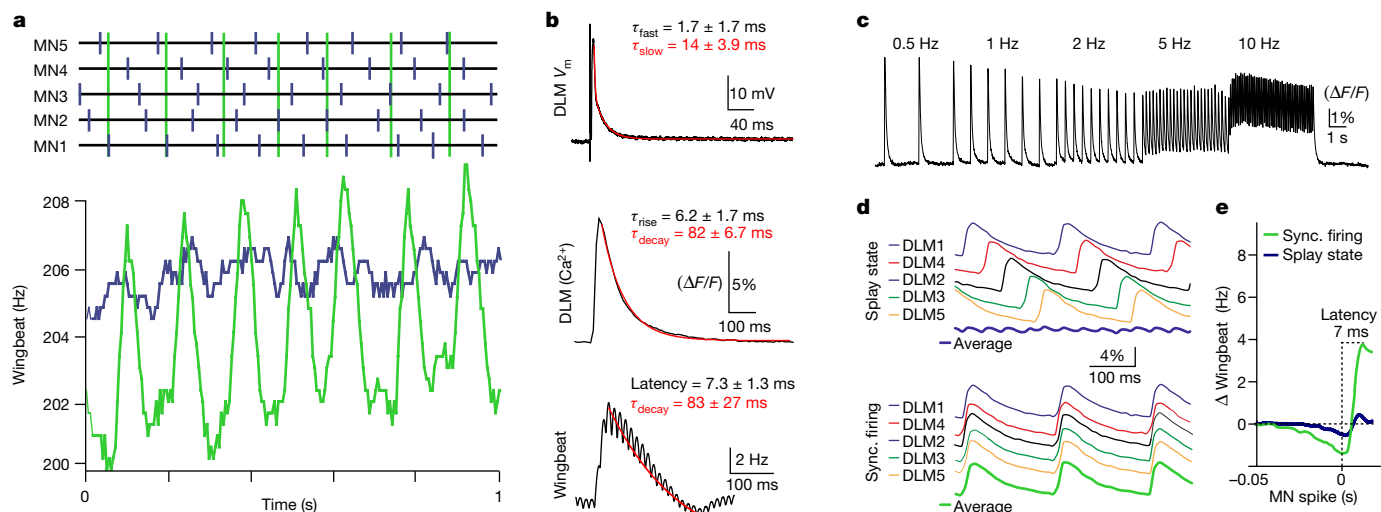 a
MN5
MN4
MN3
MN2
MN1
208
206
204
202
200
Wingbeat (Hz)
0
1
Time (s)
b
τfast = 1.7 ± 1.7 ms
τslow = 14 ± 3.9 ms
DLM Vm
10 mV
40 ms
τrise = 6.2 ± 1.7 ms
τdecay = 82 ± 6.7 ms
DLM (Ca2+)
(ΔF/F)
5%
100 ms
Latency = 7.3 ± 1.3 ms
τdecay = 83 ± 27 ms
Wingbeat
2 Hz
100 ms
c
0.5 Hz
1 Hz
2 Hz
5 Hz
10 Hz
(ΔF/F)
1%
1 s
d
Splay state
DLM1
DLM4
DLM2
DLM3
DLM5
Average
4%
100 ms
Sync. firing
DLM1
DLM4
DLM2
DLM3
DLM5
Average
e
Sync. firing
Splay state
8
6
4
2
0
Δ Wingbeat (Hz)
Latency
7 ms
−0.05
0
MN spike (s)